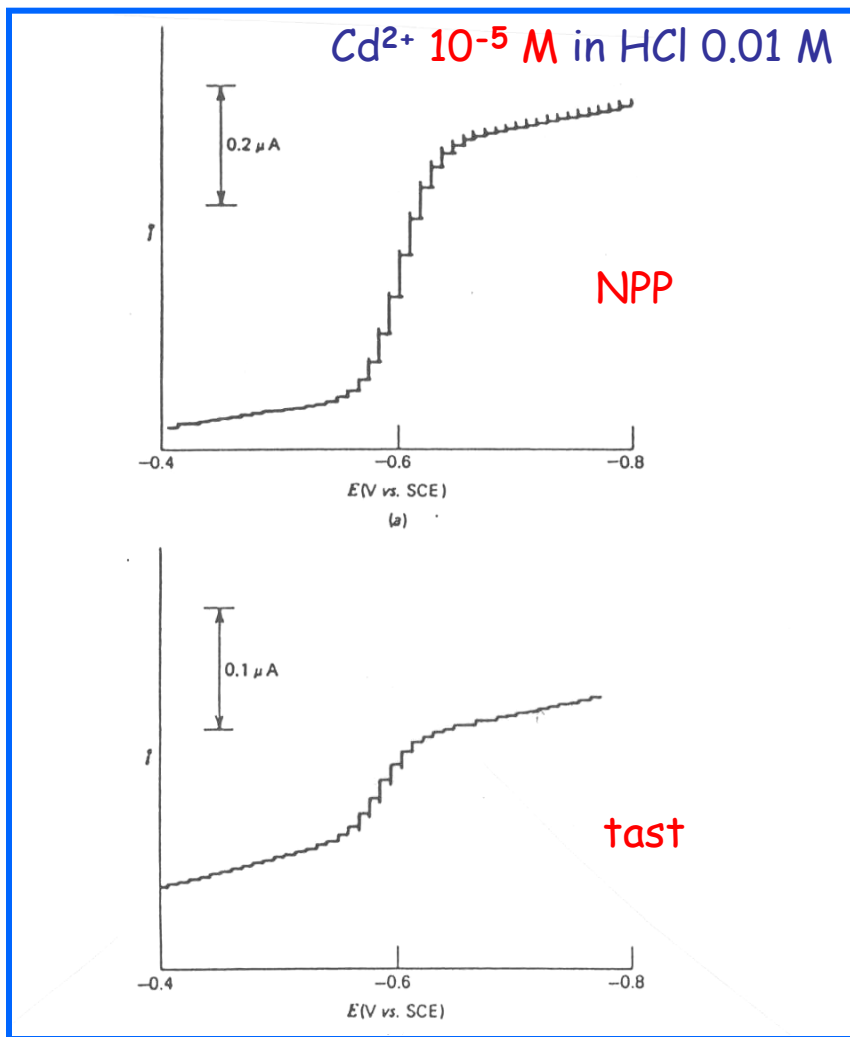 Cd²⁺ 10⁻⁵ M in HCl 0.01 M
0.2 μA
i
NPP
−0.4
−0.6
−0.8
E(V vs. SCE)
(a)
0.1 μA
i
tast
−0.4
−0.6
−0.8
E(V vs. SCE)